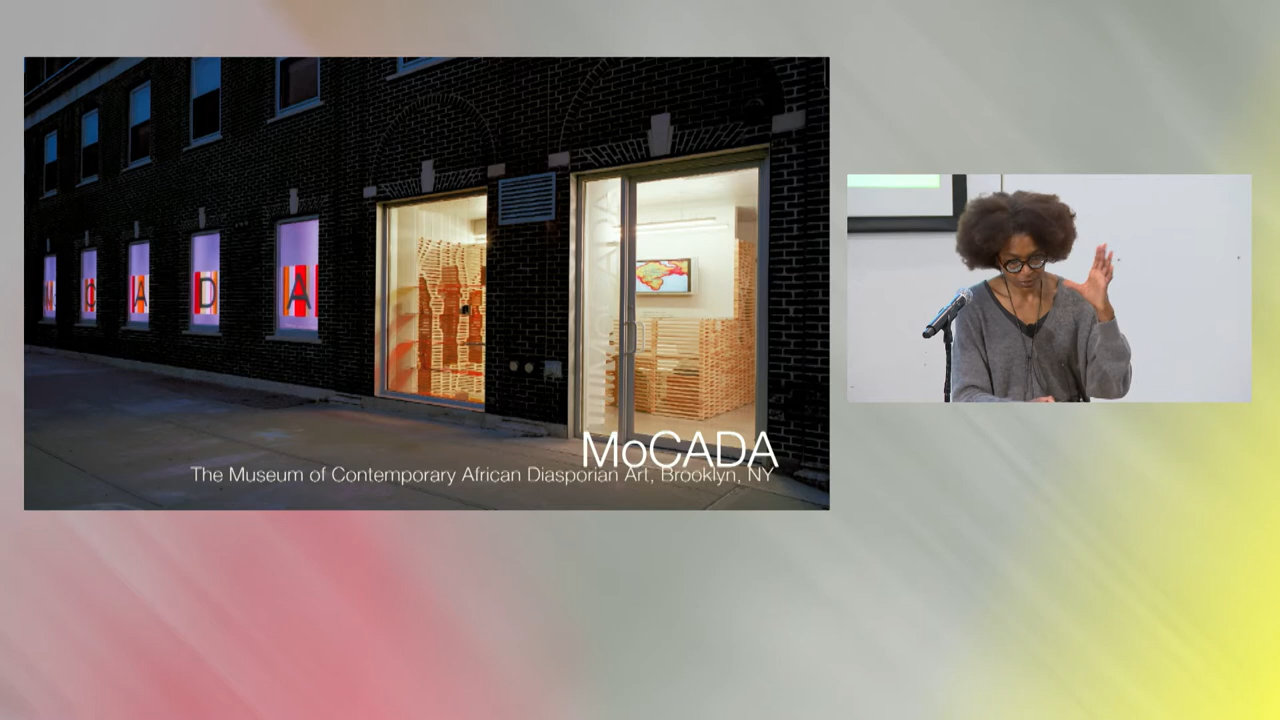 M C A D A
MoCADA
The Museum of Contemporary African Diasporian Art, Brooklyn, NY